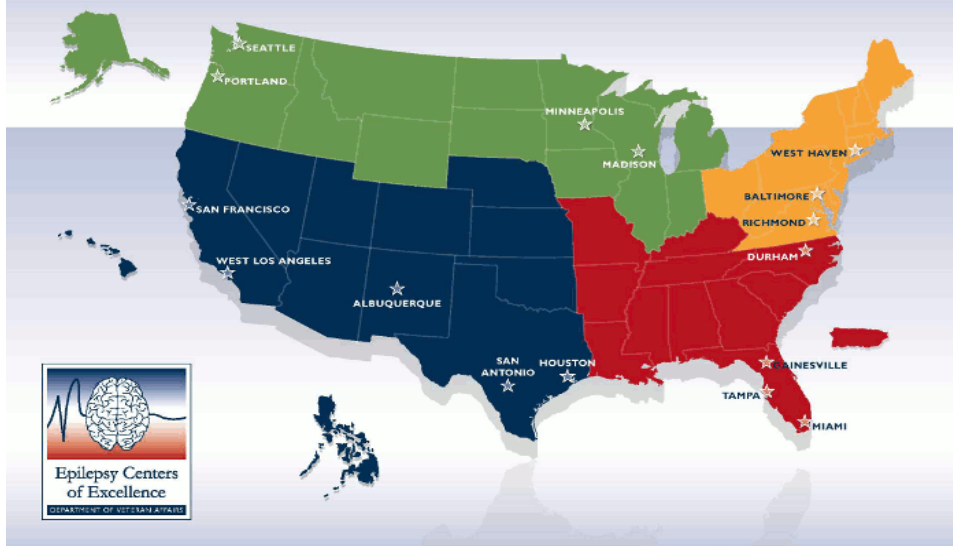 SEATTLE
PORTLAND
MINNEAPOLIS
MADISON
WEST HAVEN
BALTIMORE
RICHMOND
DURHAM
SAN FRANCISCO
WEST LOS ANGELES
ALBUQUERQUE
SAN
ANTONIO
HOUSTON
GAINESVILLE
TAMPA
MIAMI
Epilepsy Centers
of Excellence
DEPARTMENT OF VETERAN AFFAIRS